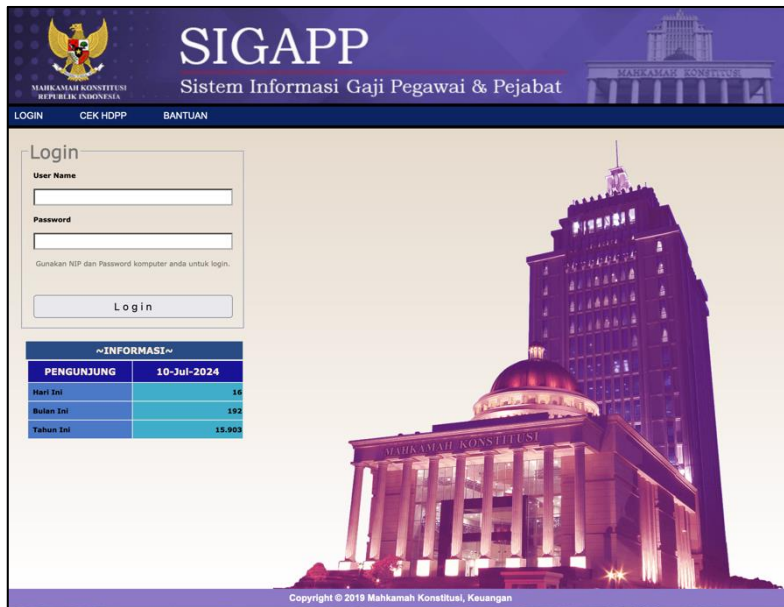 MAHKAMAH KONSTITUSI
REPUBLIK INDONESIA
SIGAPP
Sistem Informasi Gaji Pegawai & Pejabat
MAHKAMAH KONSTITUSI
LOGIN CEK HDPP BANTUAN
Login
User Name
Password
Gunakan NIP dan Password komputer anda untuk login.
Login
~INFORMASI~
PENGUNJUNG 10-Jul-2024
Hari Ini 16
Bulan Ini 192
Tahun Ini 15.903
MAHKAMAH KONSTITUSI
Copyright © 2019 Mahkamah Konstitusi, Keuangan